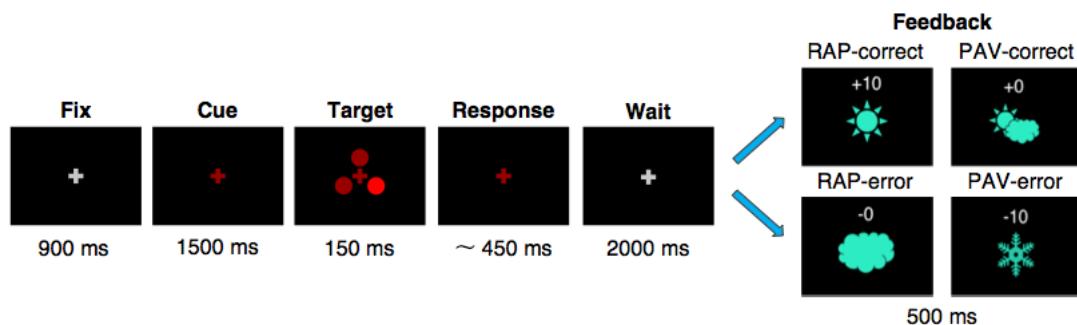 Feedback
RAP-correct PAV-correct
+10 +0
Fix Cue Target Response Wait
RAP-error PAV-error
-0 -10
900 ms 1500 ms 150 ms ~ 450 ms 2000 ms
500 ms